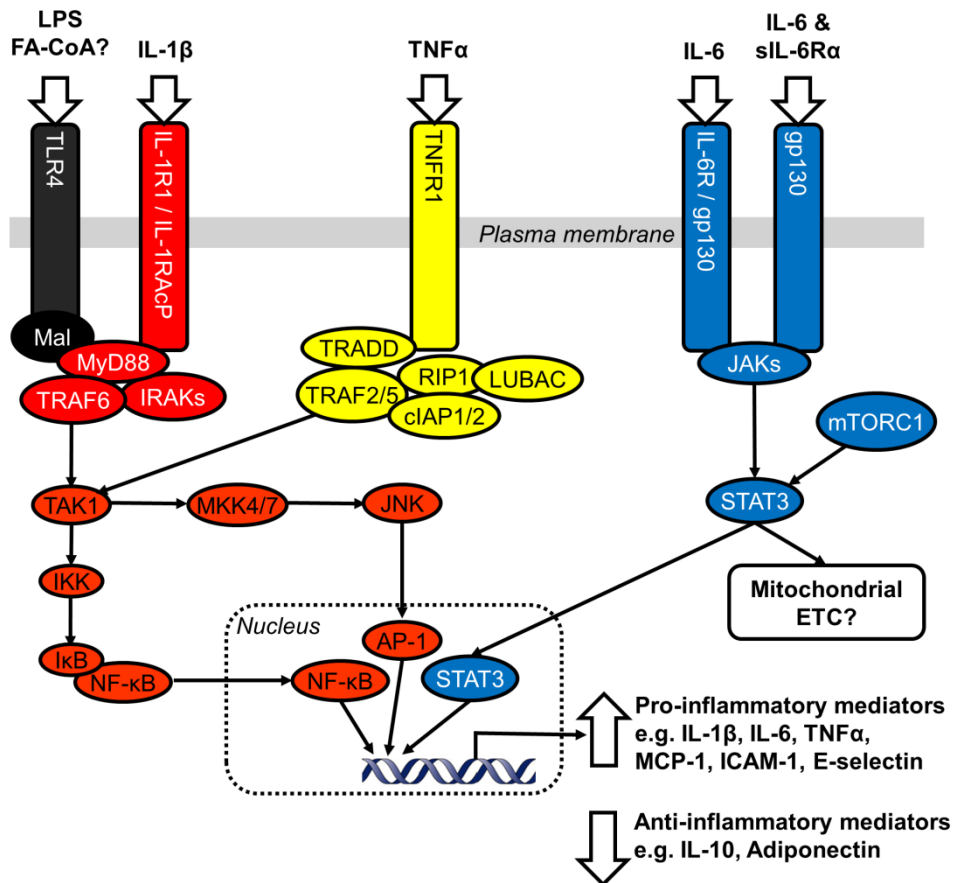 LPS
FA-CoA?
IL-1β
TNFα
IL-6
IL-6 &
sIL-6Rα
TLR4
IL-1R1 / IL-1RAcP
TNFR1
IL-6R / gp130
gp130
Plasma membrane
Mal
MyD88
TRAF6
IRAKs
TRADD
TRAF2/5
RIP1
LUBAC
cIAP1/2
JAKs
mTORC1
TAK1
MKK4/7
JNK
STAT3
IKK
Mitochondrial
ETC?
Nucleus
AP-1
IκB
NF-κB
NF-κB
STAT3
Pro-inflammatory mediators
e.g. IL-1β, IL-6, TNFα,
MCP-1, ICAM-1, E-selectin
Anti-inflammatory mediators
e.g. IL-10, Adiponectin